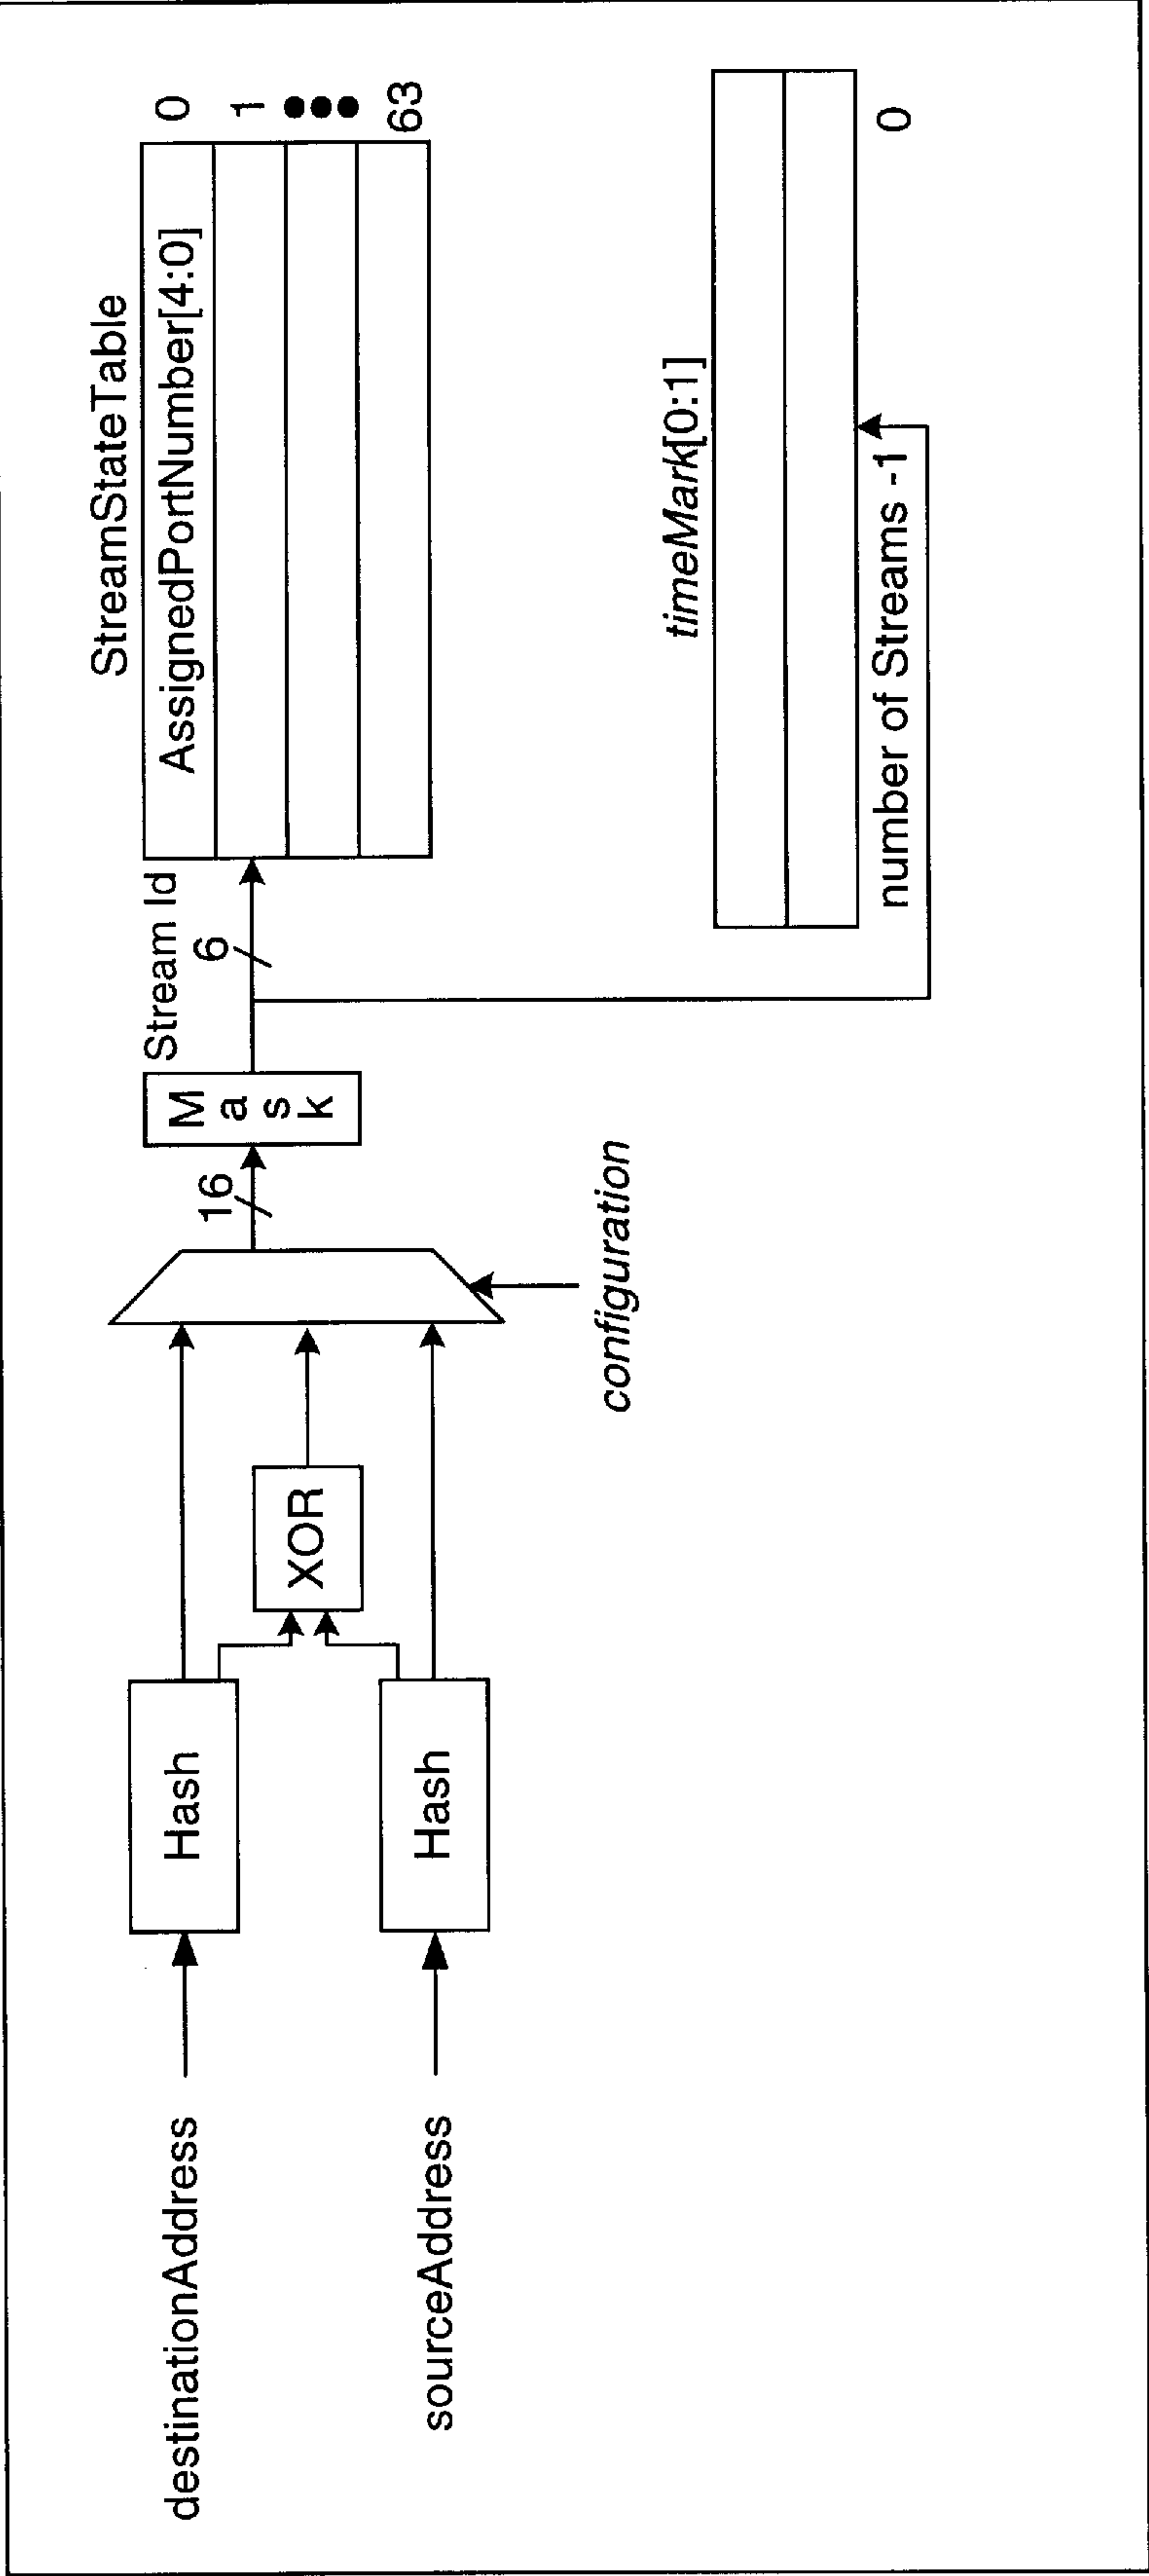 destinationAddress
sourceAddress
Hash
Hash
XOR
configuration
16
Mask
Stream Id
6
StreamStateTable
AssignedPortNumber[4:0]
0
1
63
timeMark[0:1]
number of Streams -1
0